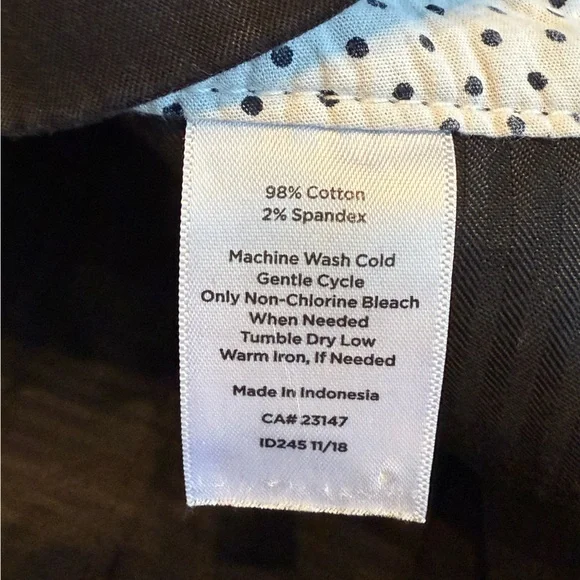 98% Cotton
2% Spandex
Machine Wash Cold
Gentle Cycle
Only Non-Chlorine Bleach
When Needed
Tumble Dry Low
Warm Iron, If Needed
Made In Indonesia
CA# 23147
ID245 11/18